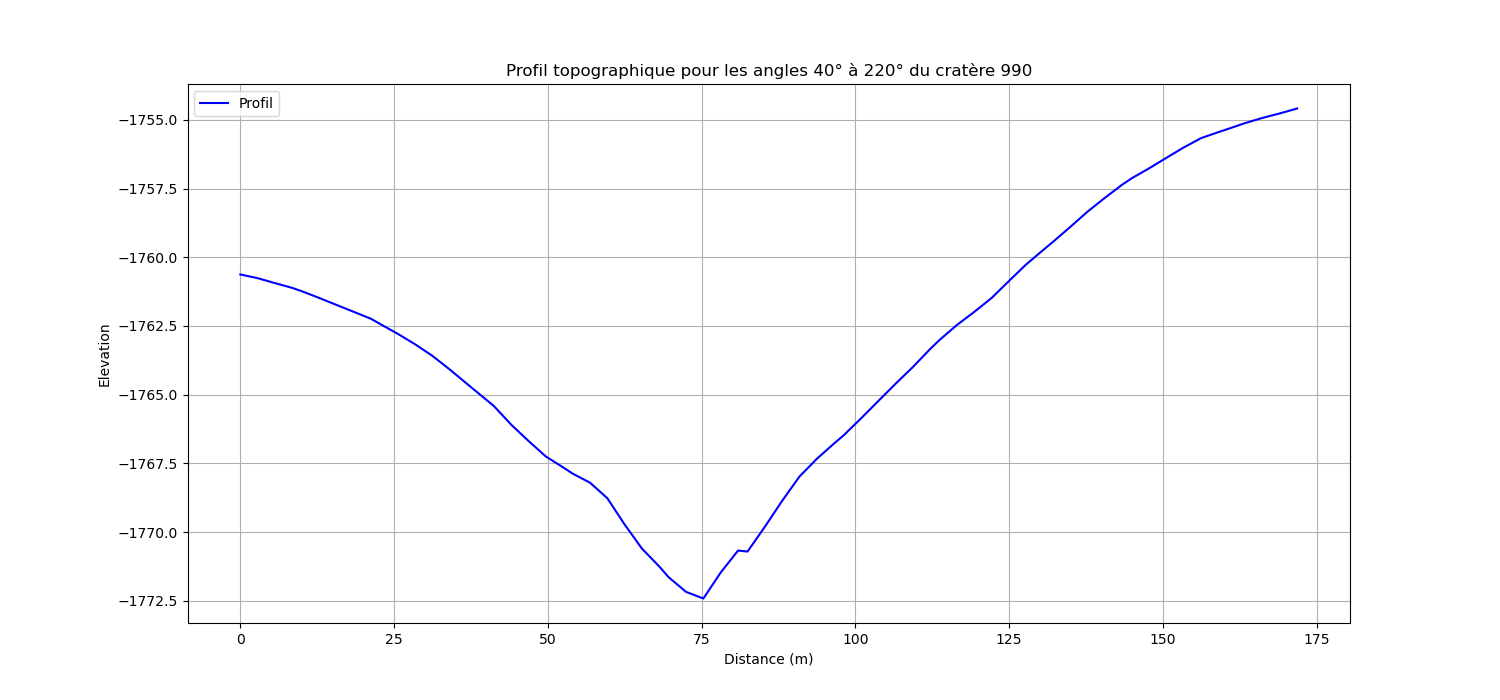 Profil topographique pour les angles 40° à 220° du cratère 990
Profil
−1755.0
−1757.5
−1760.0
−1762.5
−1765.0
−1767.5
−1770.0
−1772.5
Elevation
0 25 50 75 100 125 150 175
Distance (m)